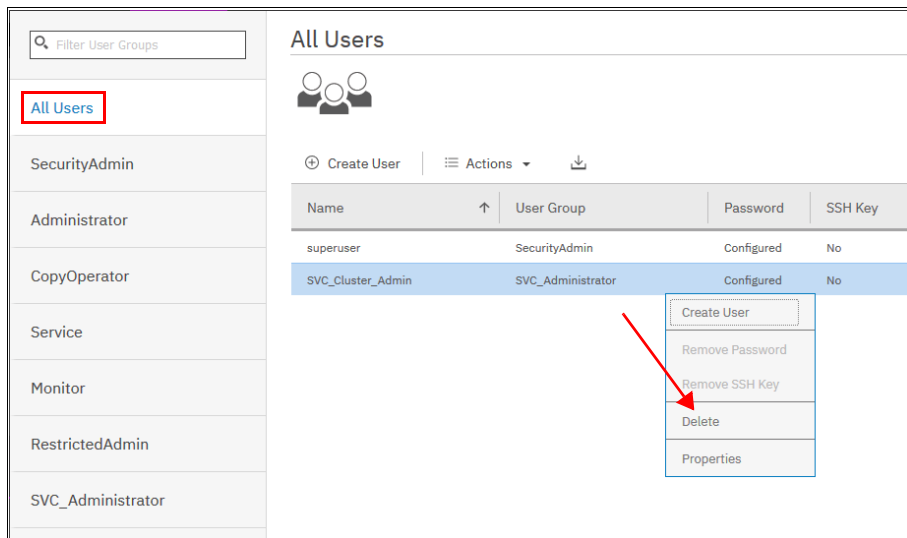 Filter User Groups
All Users
SecurityAdmin
Administrator
CopyOperator
Service
Monitor
RestrictedAdmin
SVC_Administrator
All Users
Create User Actions
Name User Group Password SSH Key
superuser SecurityAdmin Configured No
SVC_Cluster_Admin SVC_Administrator Configured No
Create User
Remove Password
Remove SSH Key
Delete
Properties